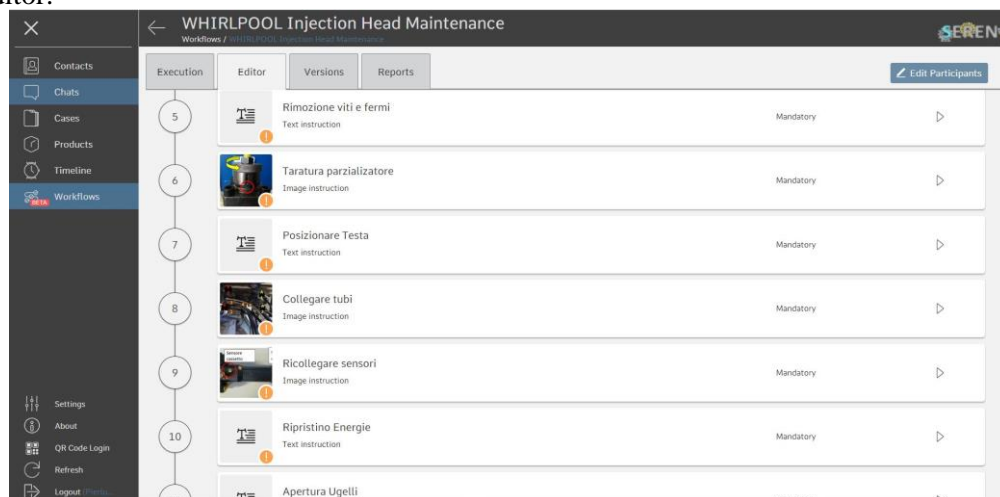 WHIRLPOOL Injection Head Maintenance
Workflows / WHIRLPOOL Injection Head Maintenance
SEREN
Contacts
Chats
Cases
Products
Timeline
BETA
Workflows
Settings
About
QR Code Login
Refresh
Logout
Execution
Editor
Versions
Reports
Edit Participants
5
Rimozione viti e fermi
Text instruction
Mandatory
6
Taratura parzializatore
Image instruction
Mandatory
7
Posizionare Testa
Text instruction
Mandatory
8
Collegare tubi
Image instruction
Mandatory
9
Ricollegare sensori
Image instruction
Mandatory
10
Ripristino Energie
Text instruction
Mandatory
Apertura Ugelli